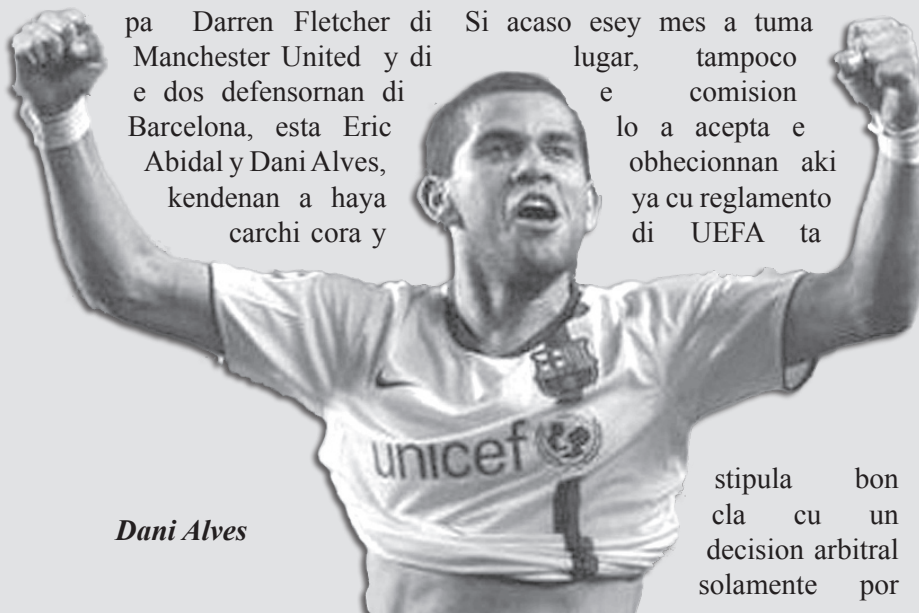 pa Darren Fletcher di
Manchester United y di
e dos defensornan di
Barcelona, esta Eric
Abidal y Dani Alves,
kendenan a haya
carchi cora y
Si acaso esey mes a tuma
lugar, tampoco
e comision
lo a acepta e
obhecionnan aki
ya cu reglamento
di UEFA ta
stipula bon
cla cu un
decision arbitral
solamente por
unicef
Dani Alves